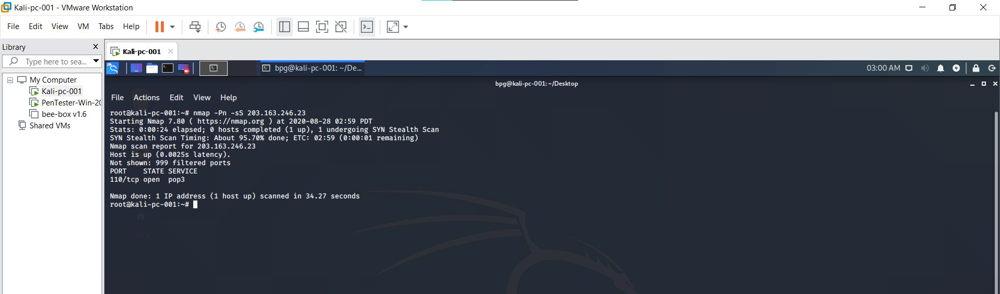 Kali-pc-001 - VMware Workstation
File Edit View VM Tabs Help
Library
Type here to sea...
My Computer
Kali-pc-001
PenTester-Win-20
bee-box v1.6
Shared VMs
Kali-pc-001
bpg@kali-pc-001: ~/De...
03:00 AM
bpg@kali-pc-001: ~/Desktop
File Actions Edit View Help
root@kali-pc-001:~# nmap -Pn -sS 203.163.246.23
Starting Nmap 7.80 ( https://nmap.org ) at 2020-08-28 02:59 PDT
Stats: 0:00:24 elapsed; 0 hosts completed (1 up), 1 undergoing SYN Stealth Scan
SYN Stealth Scan Timing: About 95.70% done; ETC: 02:59 (0:00:01 remaining)
Nmap scan report for 203.163.246.23
Host is up (0.0025s latency).
Not shown: 999 filtered ports
PORT    STATE SERVICE
110/tcp open  pop3
Nmap done: 1 IP address (1 host up) scanned in 34.27 seconds
root@kali-pc-001:~#
Home